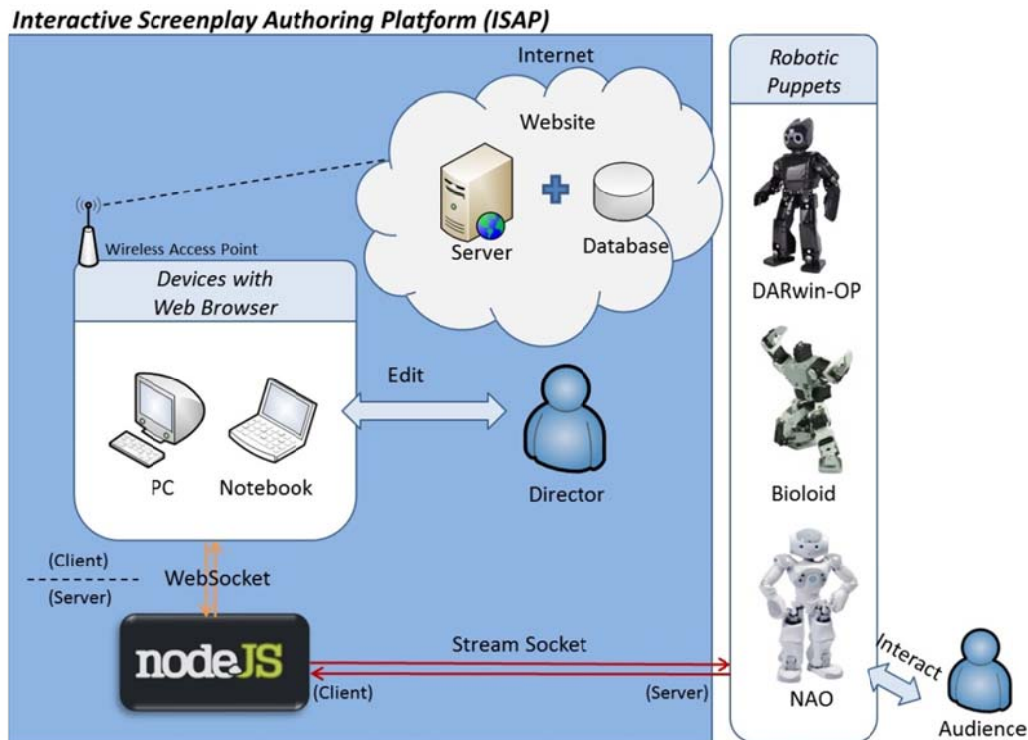 Interactive Screenplay Authoring Platform (ISAP)
Internet
Website
Server
Database
Wireless Access Point
Devices with
Web Browser
PC
Notebook
Edit
Director
(Client)
(Server)
WebSocket
nodeJS
Stream Socket
(Client)
(Server)
Robotic
Puppets
DARwin-OP
Bioloid
NAO
Interact
Audience